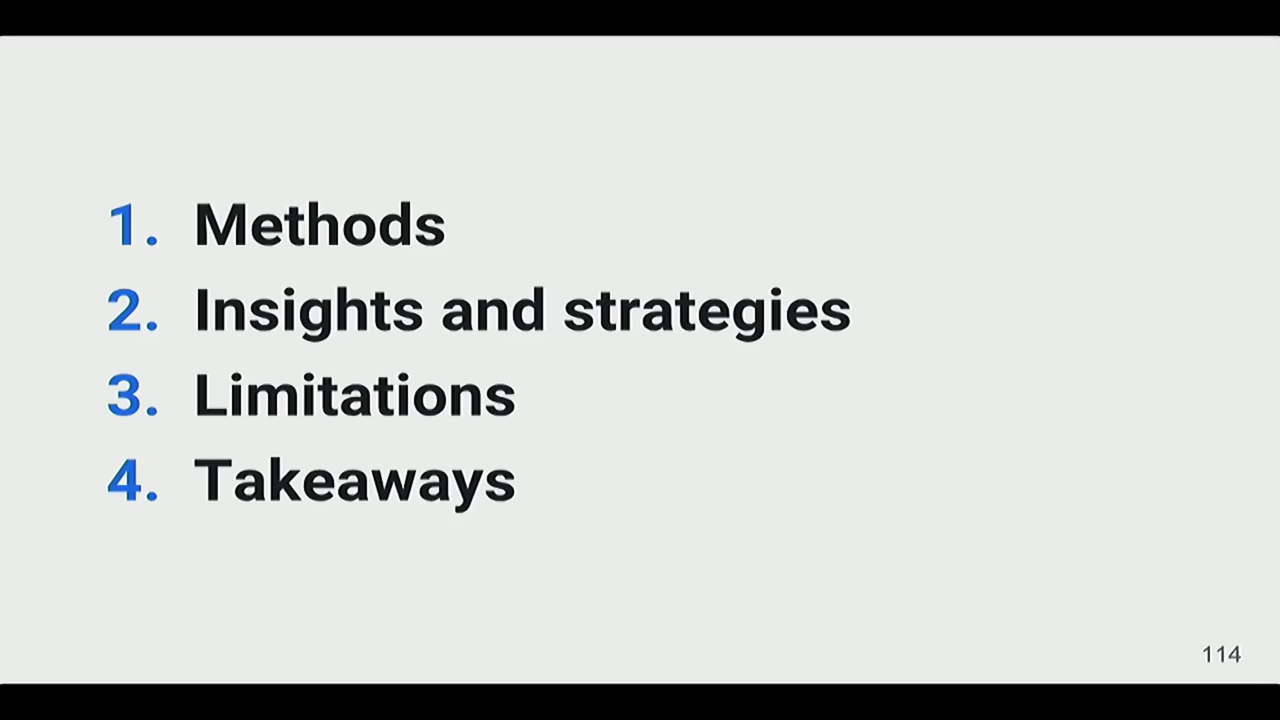 1. Methods
2. Insights and strategies
3. Limitations
4. Takeaways
114